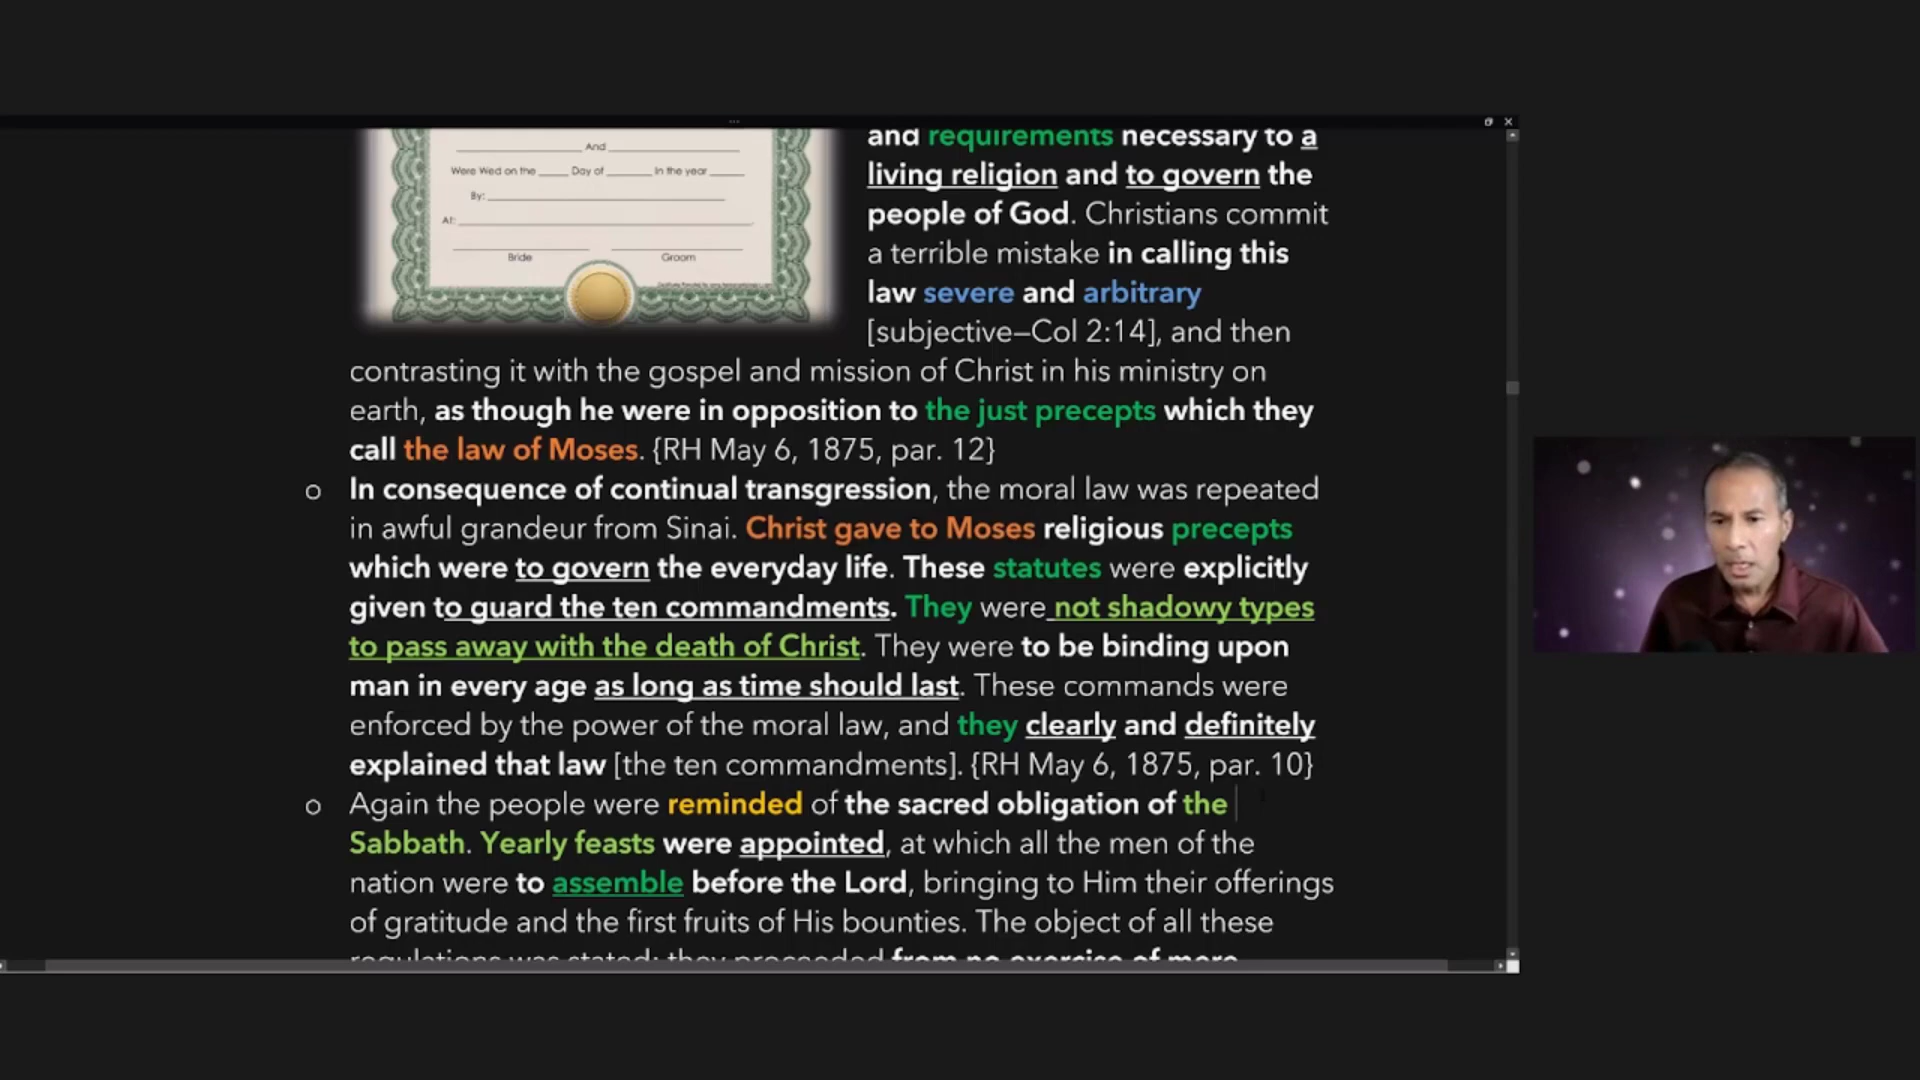 And
Were Wed on the Day of In the year
By:
At:
Bride Groom
and requirements necessary to a
living religion and to govern the
people of God. Christians commit
a terrible mistake in calling this
law severe and arbitrary
[subjective–Col 2:14], and then
contrasting it with the gospel and mission of Christ in his ministry on
earth, as though he were in opposition to the just precepts which they
call the law of Moses. {RH May 6, 1875, par. 12}
o In consequence of continual transgression, the moral law was repeated
in awful grandeur from Sinai. Christ gave to Moses religious precepts
which were to govern the everyday life. These statutes were explicitly
given to guard the ten commandments. They were not shadowy types
to pass away with the death of Christ. They were to be binding upon
man in every age as long as time should last. These commands were
enforced by the power of the moral law, and they clearly and definitely
explained that law [the ten commandments]. {RH May 6, 1875, par. 10}
o Again the people were reminded of the sacred obligation of the
Sabbath. Yearly feasts were appointed, at which all the men of the
nation were to assemble before the Lord, bringing to Him their offerings
of gratitude and the first fruits of His bounties. The object of all these
regulations was stated: they proceeded from no exercise of mere